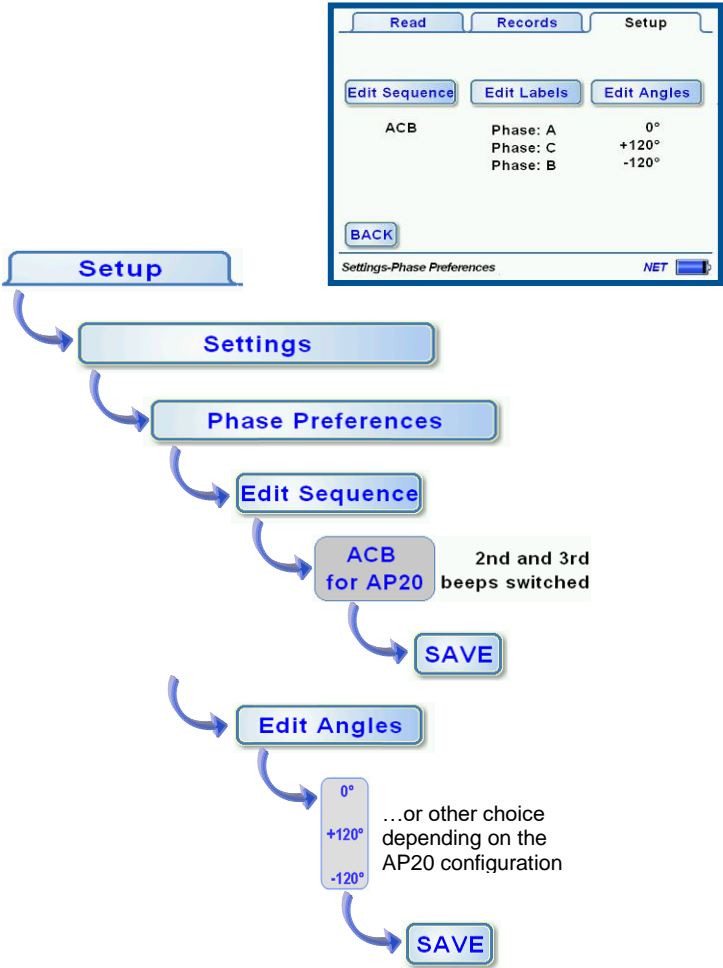 Read Records Setup
Edit Sequence Edit Labels Edit Angles
ACB Phase: A 0°
Phase: C +120°
Phase: B -120°
BACK
Settings-Phase Preferences NET
Setup
Settings
Phase Preferences
Edit Sequence
ACB
for AP20
2nd and 3rd
beeps switched
SAVE
Edit Angles
0°
+120°
-120°
…or other choice
depending on the
AP20 configuration
SAVE